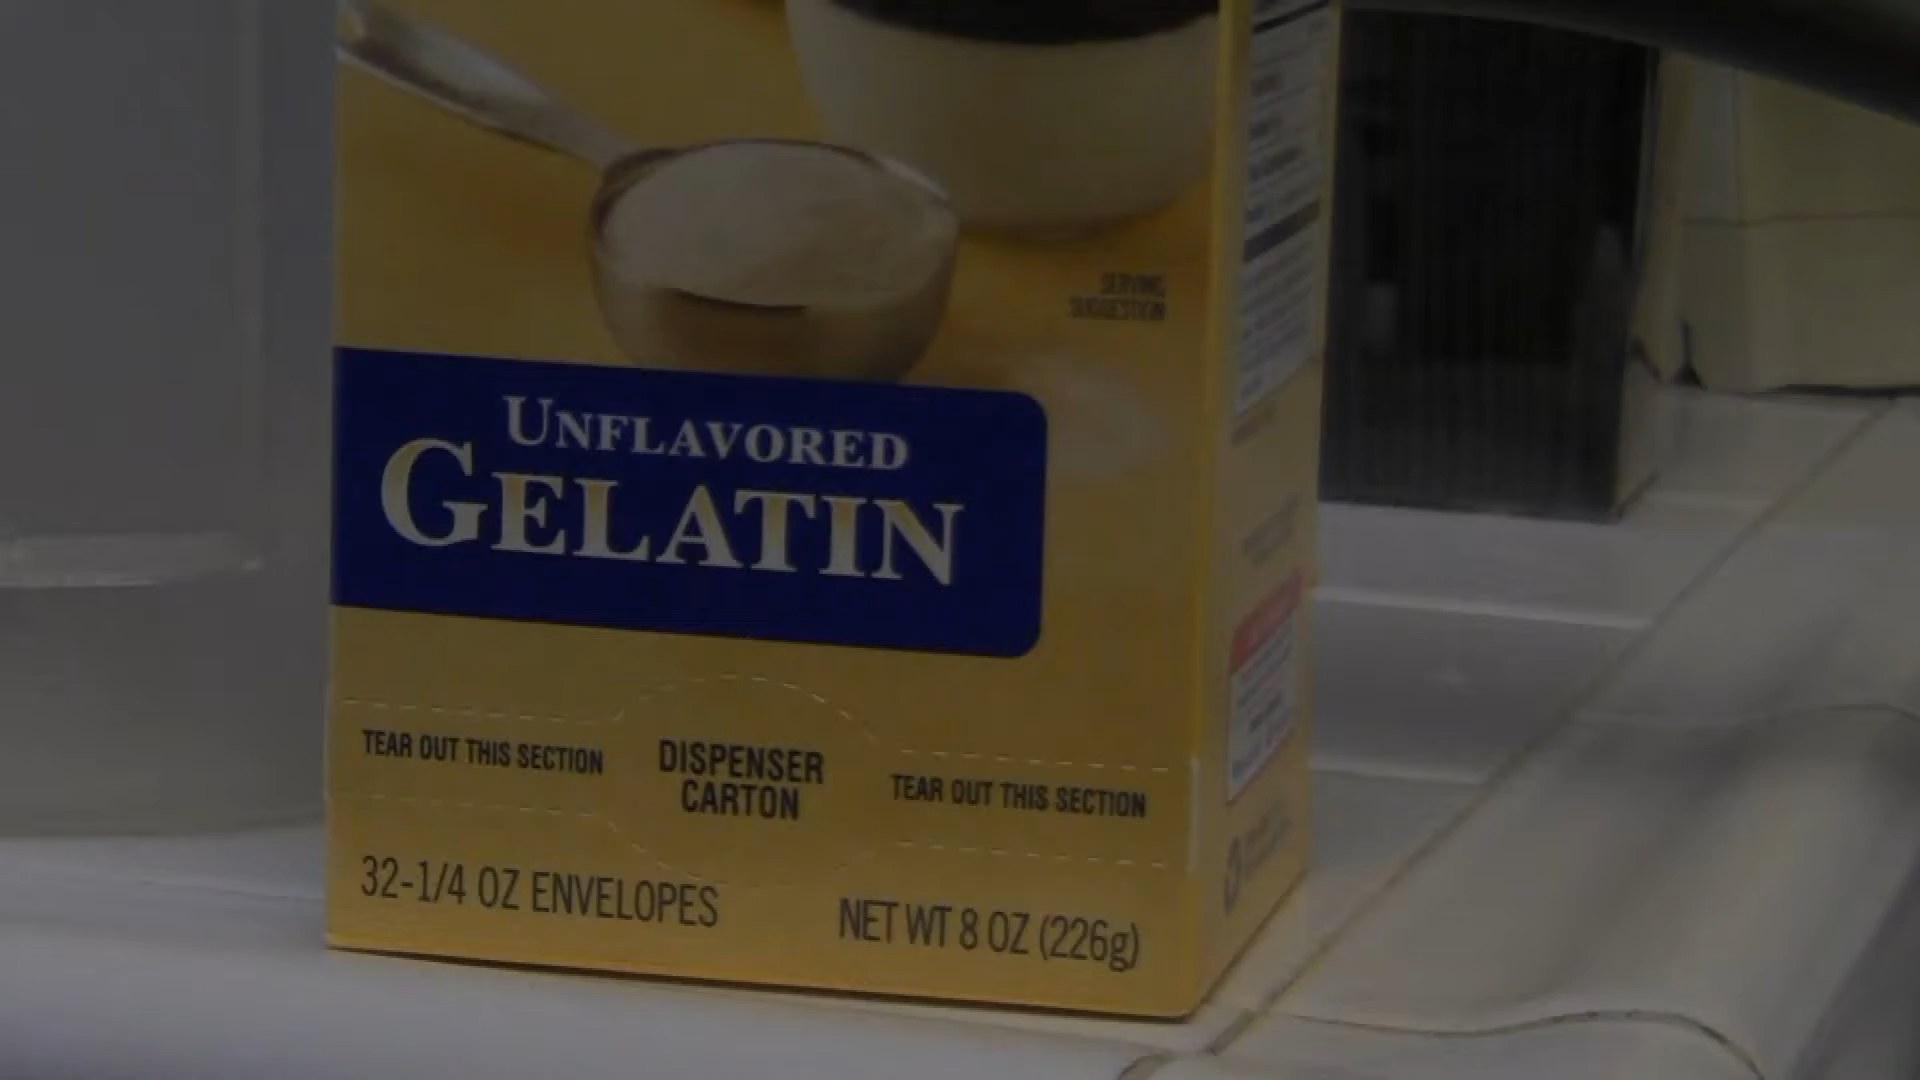 SERVING
SUGGESTION
UNFLAVORED
GELATIN
TEAR OUT THIS SECTION
DISPENSER
CARTON
TEAR OUT THIS SECTION
32-1/4 OZ ENVELOPES
NET WT 8 OZ (226g)